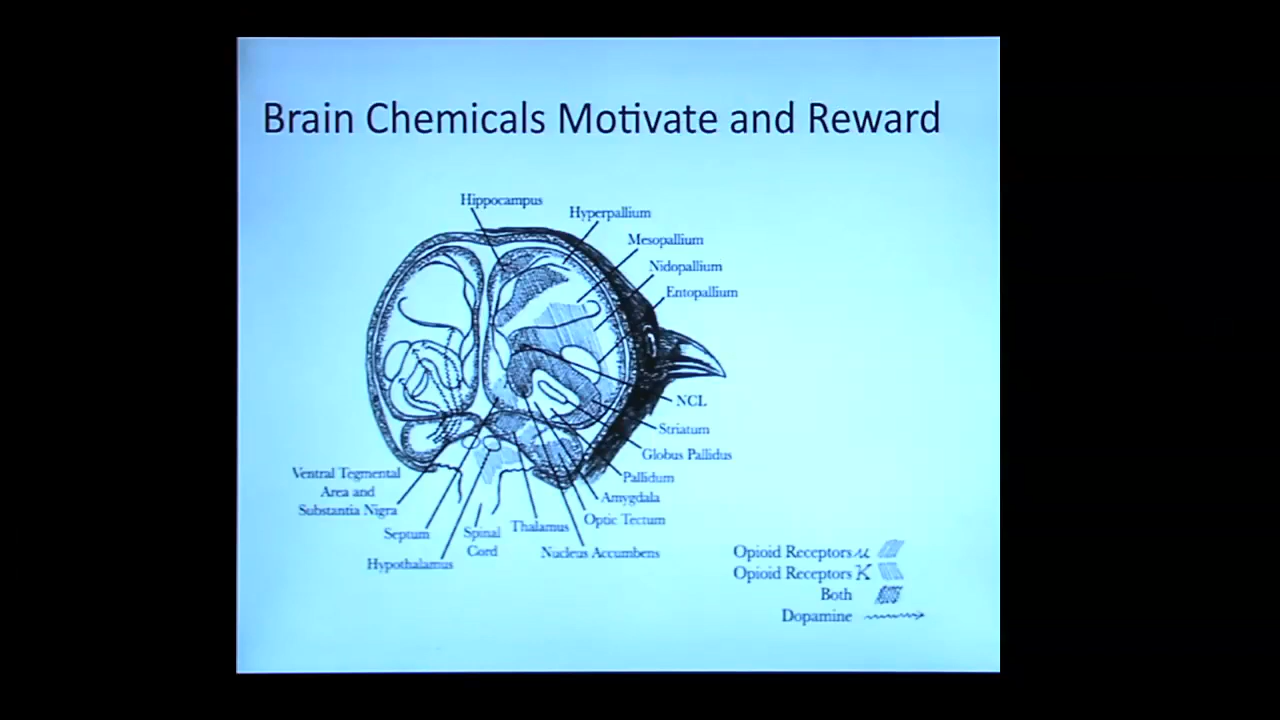 Brain Chemicals Motivate and Reward
Hippocampus
Hyperpallium
Mesopallium
Nidopallium
Entopallium
NCL
Striatum
Globus Pallidus
Pallidum
Amygdala
Optic Tectum
Nucleus Accumbens
Thalamus
Spinal
Cord
Hypothalamus
Septum
Ventral Tegmental
Area and
Substantia Nigra
Opioid Receptors μ
Opioid Receptors K
Both
Dopamine